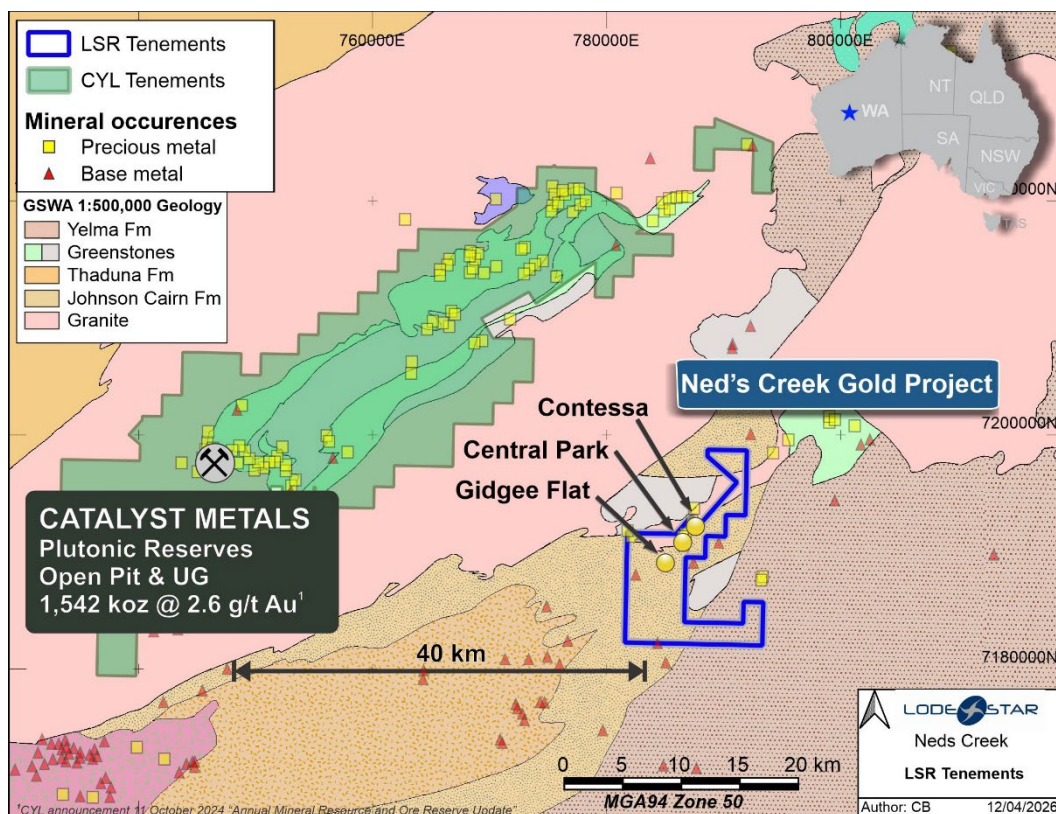 760000E
780000E
800000E
LSR Tenements
CYL Tenements
Mineral occurences
Precious metal
Base metal
GSWA 1:500,000 Geology
Yelma Fm
Greenstones
Thaduna Fm
Johnson Cairn Fm
Granite
WA
NT
QLD
SA
NSW
VIC
TAS
0000N
Ned's Creek Gold Project
Contessa
Central Park
Gidgee Flat
7200000N
CATALYST METALS
Plutonic Reserves
Open Pit & UG
1,542 koz @ 2.6 g/t Au¹
40 km
7180000N
0 5 10 15 20 km
MGA94 Zone 50
LODESTAR
Neds Creek
LSR Tenements
Author: CB 12/04/2026
¹CYL announcement 11 October 2024 "Annual Mineral Resource and Ore Reserve Update"